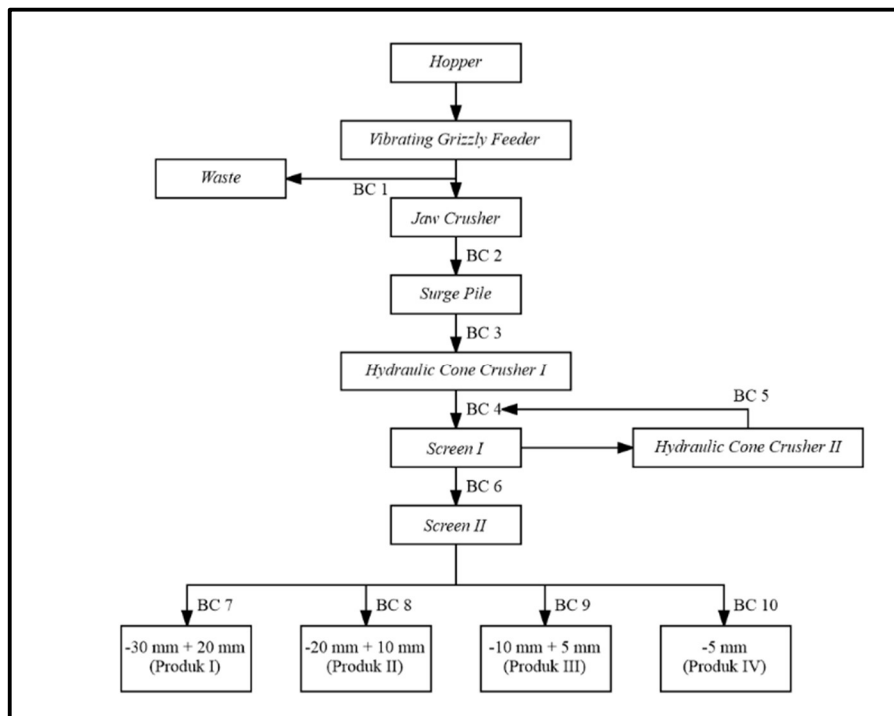 Hopper
Vibrating Grizzly Feeder
Waste
BC 1
Jaw Crusher
BC 2
Surge Pile
BC 3
Hydraulic Cone Crusher I
BC 5
BC 4
Screen I
Hydraulic Cone Crusher II
BC 6
Screen II
BC 7
BC 8
BC 9
BC 10
-30 mm + 20 mm
(Produk I)
-20 mm + 10 mm
(Produk II)
-10 mm + 5 mm
(Produk III)
-5 mm
(Produk IV)